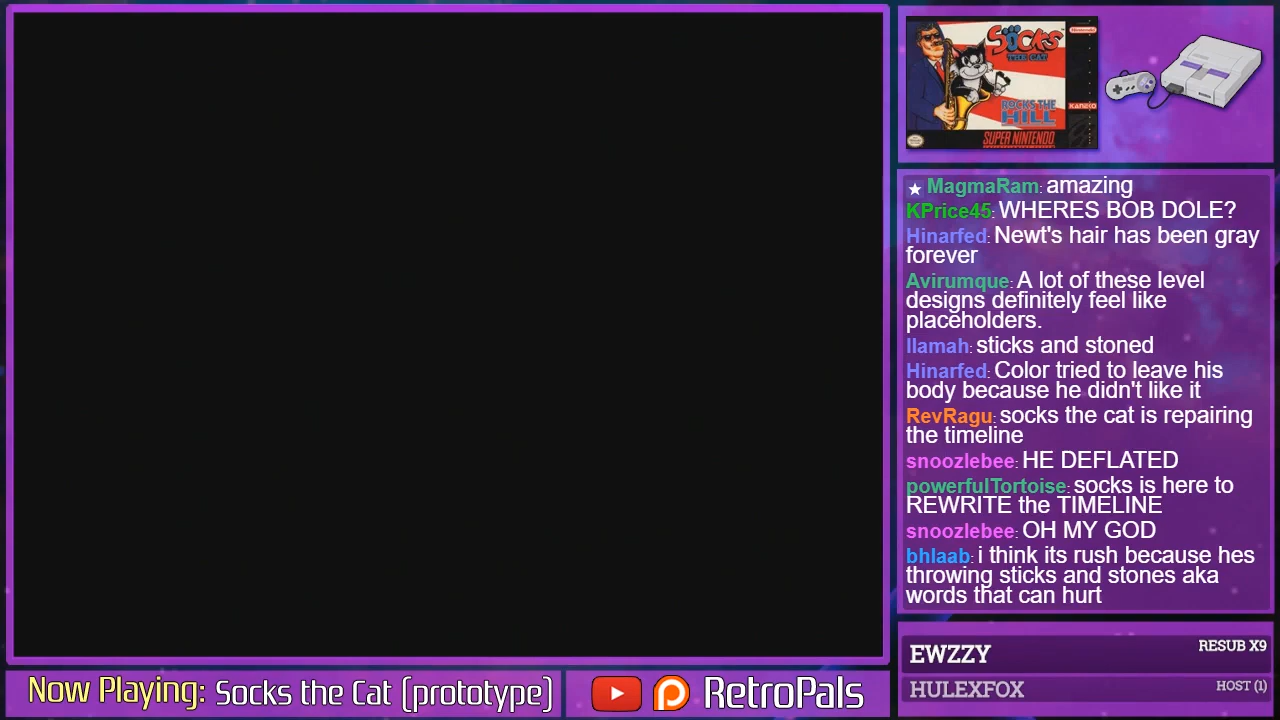 SOCKS
THE CAT
Nintendo
ROCKS THE
HILL
KANEKO
SUPER NINTENDO
MagmaRam: amazing
KPrice45: WHERES BOB DOLE?
Hinarfed: Newt's hair has been gray
forever
Avirumque: A lot of these level
designs definitely feel like
placeholders.
llamah: sticks and stoned
Hinarfed: Color tried to leave his
body because he didn't like it
RevRagu: socks the cat is repairing
the timeline
snoozlebee: HE DEFLATED
powerfulTortoise: socks is here to
REWRITE the TIMELINE
snoozlebee: OH MY GOD
bhlaab: i think its rush because hes
throwing sticks and stones aka
words that can hurt
EWZZY RESUB X9
HULEXFOX HOST (1)
Now Playing: Socks the Cat (prototype) RetroPals